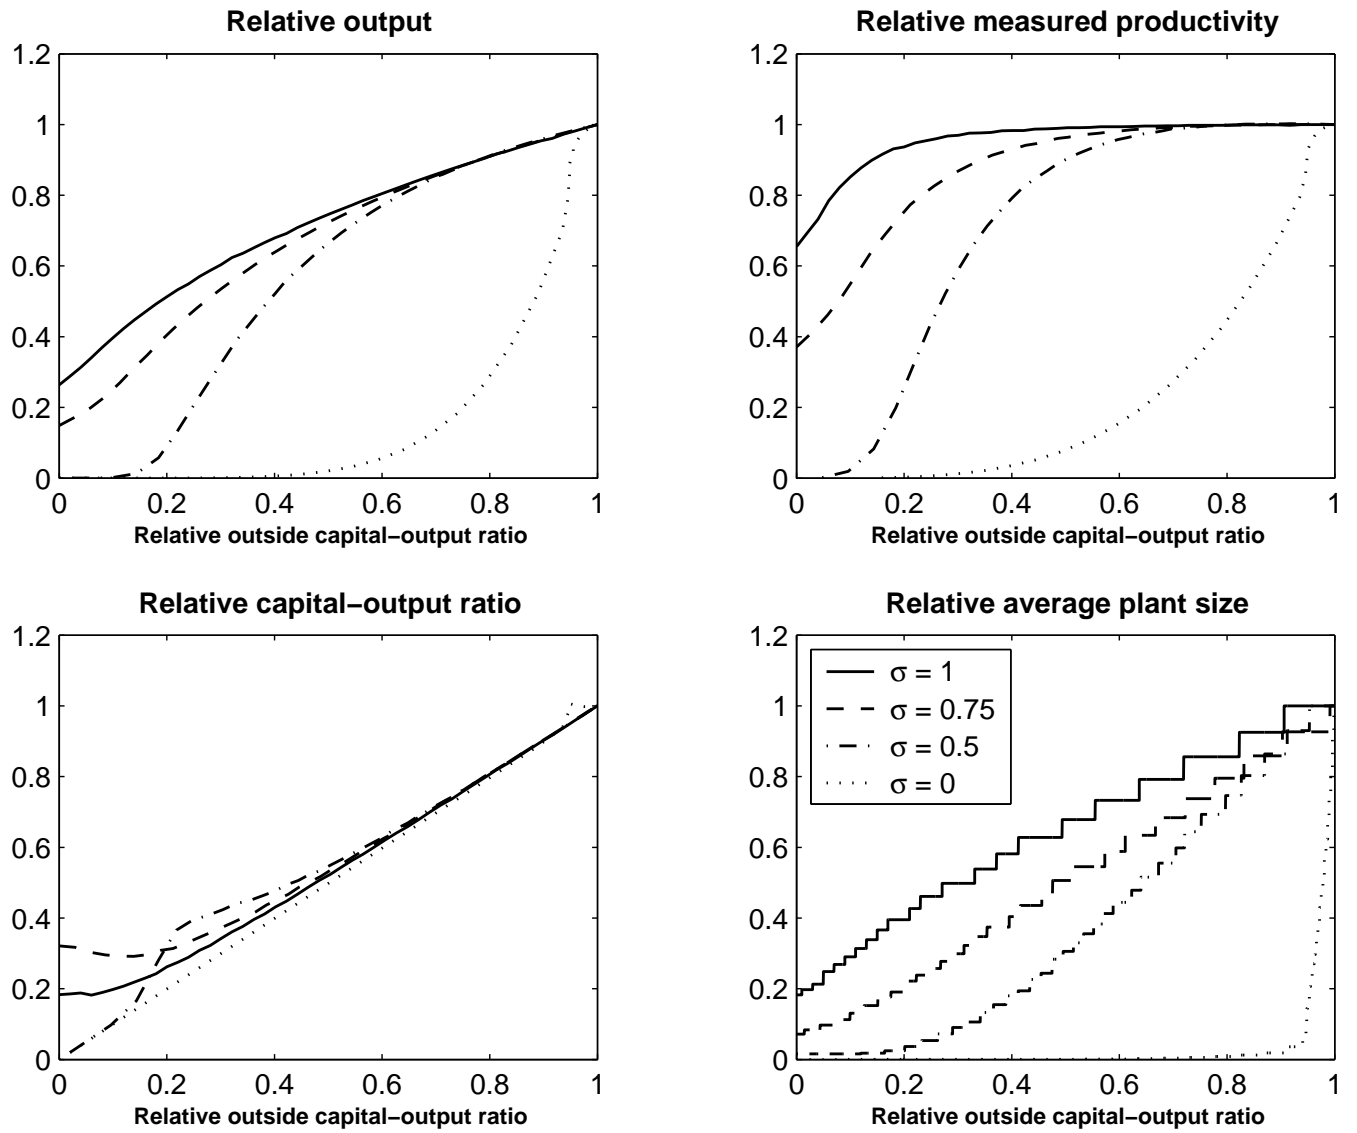 Relative output
1.2
1
0.8
0.6
0.4
0.2
0
0 0.2 0.4 0.6 0.8 1
Relative outside capital−output ratio
Relative measured productivity
1.2
1
0.8
0.6
0.4
0.2
0
0 0.2 0.4 0.6 0.8 1
Relative outside capital−output ratio
Relative capital−output ratio
1.2
1
0.8
0.6
0.4
0.2
0
0 0.2 0.4 0.6 0.8 1
Relative outside capital−output ratio
Relative average plant size
1.2
1
0.8
0.6
0.4
0.2
0
σ = 1
σ = 0.75
σ = 0.5
σ = 0
0 0.2 0.4 0.6 0.8 1
Relative outside capital−output ratio